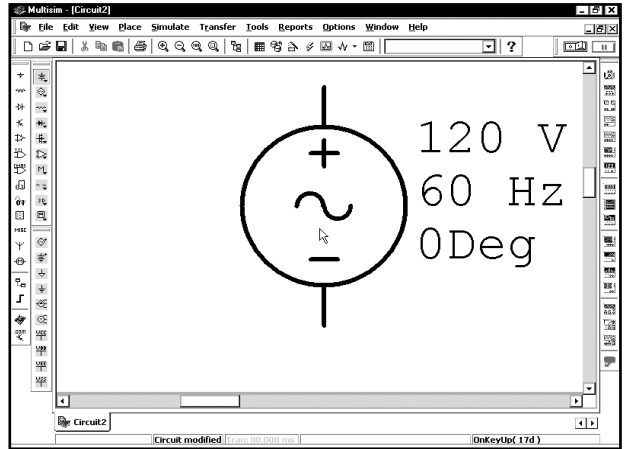 Multisim - [Circuit2]
File Edit View Place Simulate Transfer Tools Reports Options Window Help
?
120 V
60 Hz
0Deg
MISC
Circuit2
Circuit modified Tran: 00.000 ms OnKeyUp( 17d )